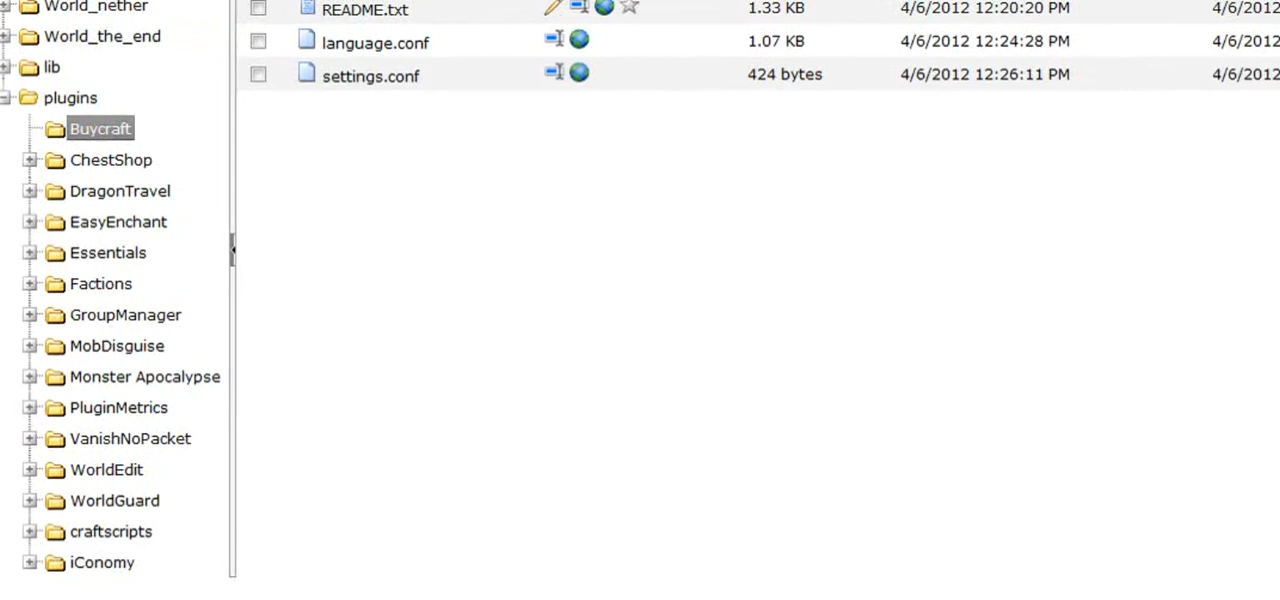 World_nether
World_the_end
lib
plugins
Buycraft
ChestShop
DragonTravel
EasyEnchant
Essentials
Factions
GroupManager
MobDisguise
Monster Apocalypse
PluginMetrics
VanishNoPacket
WorldEdit
WorldGuard
craftscripts
iConomy
README.txt 1.33 KB 4/6/2012 12:20:20 PM 4/6/2012
language.conf 1.07 KB 4/6/2012 12:24:28 PM 4/6/2012
settings.conf 424 bytes 4/6/2012 12:26:11 PM 4/6/2012